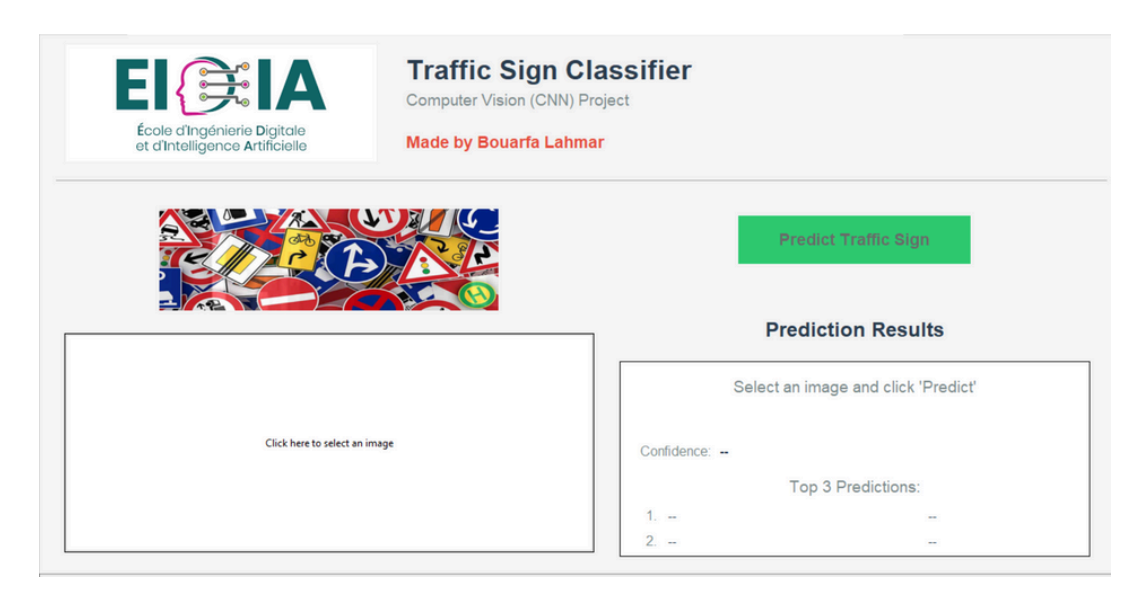 EIDIA
École d'Ingénierie Digitale
et d'Intelligence Artificielle
Traffic Sign Classifier
Computer Vision (CNN) Project
Made by Bouarfa Lahmar
H
Predict Traffic Sign
Click here to select an image
Prediction Results
Select an image and click 'Predict'
Confidence: --
Top 3 Predictions:
1. -- --
2. -- --